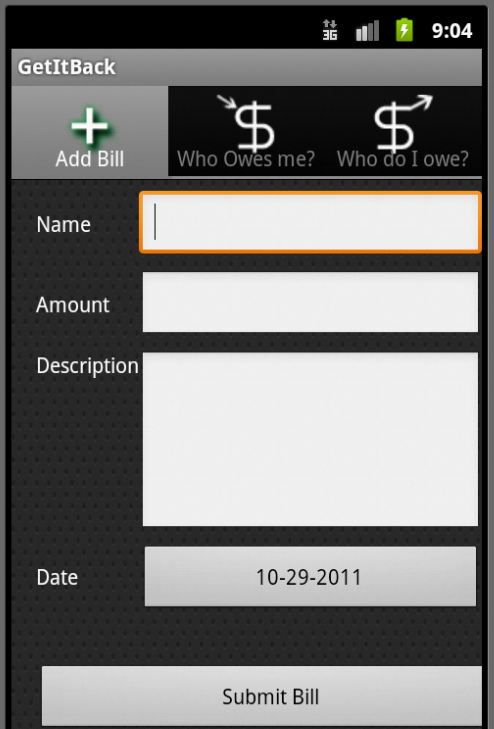 3G 9:04
GetItBack
Add Bill Who Owes me? Who do I owe?
Name
Amount
Description
Date 10-29-2011
Submit Bill